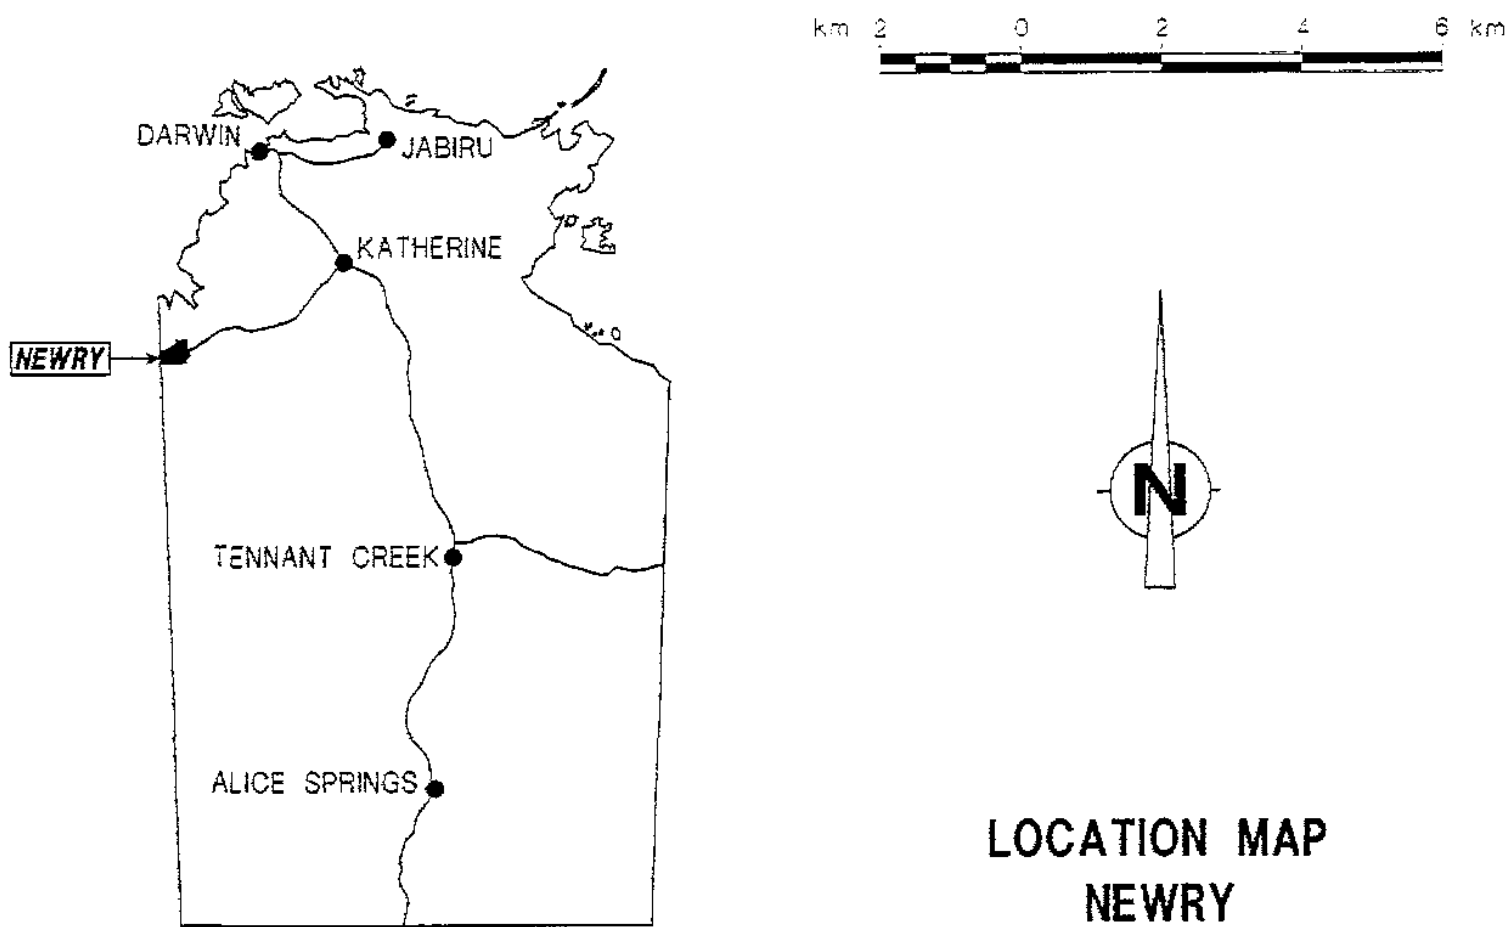 km 2 0 2 4 6 km
DARWIN
JABIRU
KATHERINE
NEWRY
N
TENNANT CREEK
ALICE SPRINGS
LOCATION MAP
NEWRY